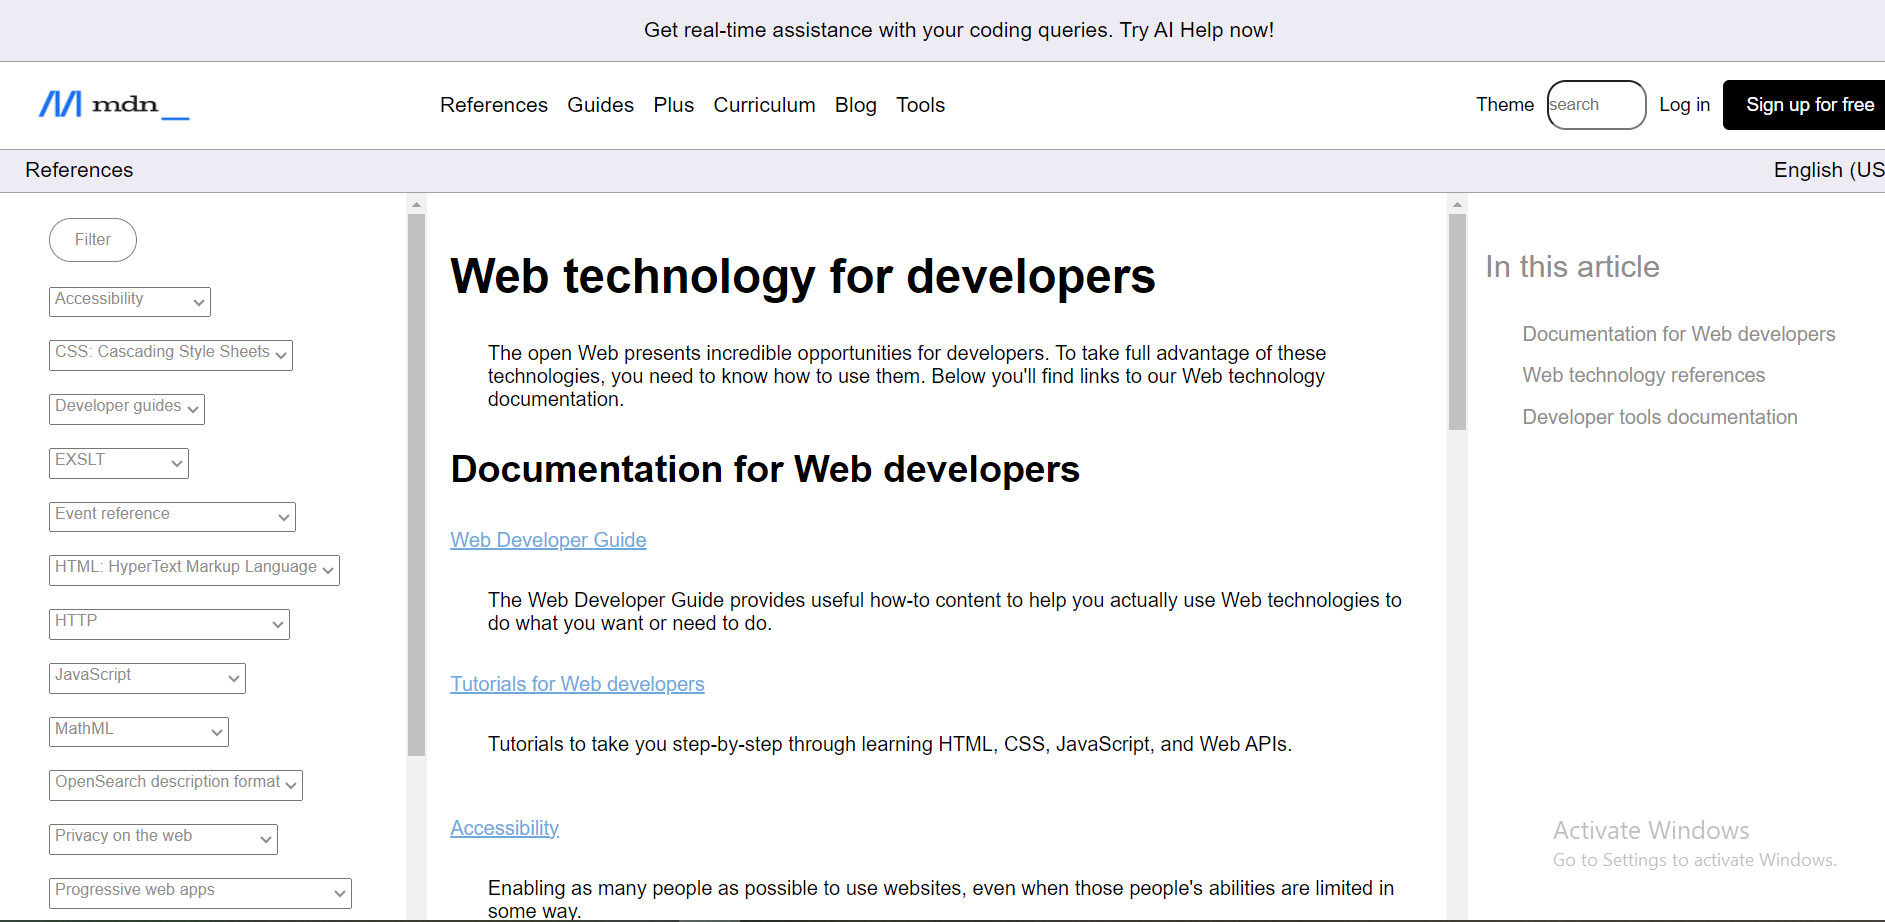 Get real-time assistance with your coding queries. Try AI Help now!
mdn__
References Guides Plus Curriculum Blog Tools
Theme search Log in Sign up for free
References
English (US
Filter
Accessibility
CSS: Cascading Style Sheets
Developer guides
EXSLT
Event reference
HTML: HyperText Markup Language
HTTP
JavaScript
MathML
OpenSearch description format
Privacy on the web
Progressive web apps
Web technology for developers
The open Web presents incredible opportunities for developers. To take full advantage of these
technologies, you need to know how to use them. Below you'll find links to our Web technology
documentation.
Documentation for Web developers
Web Developer Guide
The Web Developer Guide provides useful how-to content to help you actually use Web technologies to
do what you want or need to do.
Tutorials for Web developers
Tutorials to take you step-by-step through learning HTML, CSS, JavaScript, and Web APIs.
Accessibility
Enabling as many people as possible to use websites, even when those people's abilities are limited in
some way.
In this article
Documentation for Web developers
Web technology references
Developer tools documentation
Activate Windows
Go to Settings to activate Windows.